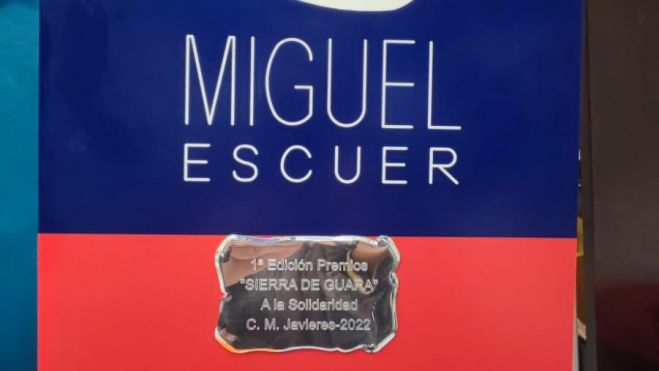 MIGUEL
ESCUER
1ª Edición Premios
"SIERRA DE GUARA"
A la Solidaridad
C. M. Javieres-2022